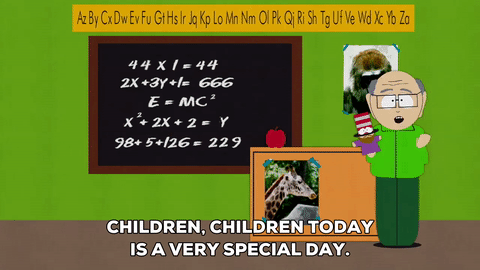 Az By Cx Dw Ev Fu Gt Hs Ir Jq Kp Lo Mn Nm Ol Pk Qj Ri Sh Tg Uf Ve Wd Xc Yb Za
44 X 1 = 44
2X+3Y+1= 666
E = MC²
X²+ 2X + 2 = Y
98+5+126 = 229
CHILDREN, CHILDREN TODAY
IS A VERY SPECIAL DAY.